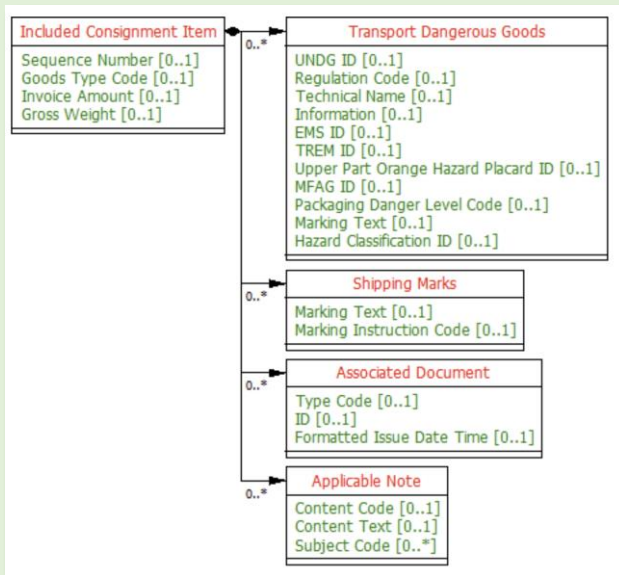 Included Consignment Item
Sequence Number [0..1]
Goods Type Code [0..1]
Invoice Amount [0..1]
Gross Weight [0..1]
0..*
Transport Dangerous Goods
UNDG ID [0..1]
Regulation Code [0..1]
Technical Name [0..1]
Information [0..1]
EMS ID [0..1]
TREM ID [0..1]
Upper Part Orange Hazard Placard ID [0..1]
MFAG ID [0..1]
Packaging Danger Level Code [0..1]
Marking Text [0..1]
Hazard Classification ID [0..1]
0..*
Shipping Marks
Marking Text [0..1]
Marking Instruction Code [0..1]
0..*
Associated Document
Type Code [0..1]
ID [0..1]
Formatted Issue Date Time [0..1]
0..*
Applicable Note
Content Code [0..1]
Content Text [0..1]
Subject Code [0..*]